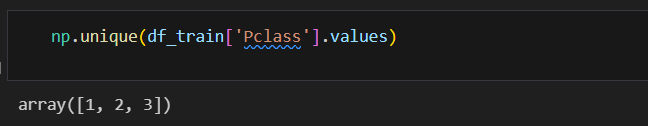 np.unique(df_train['Pclass'].values)
array([1, 2, 3])